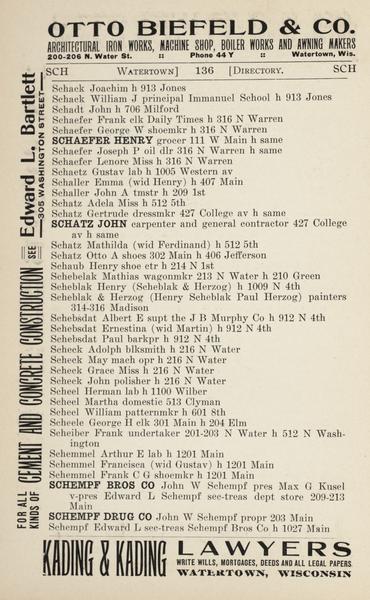 OTTO BIEFELD & CO.
ARCHITECTURAL IRON WORKS, MACHINE SHOP, BOILER WORKS AND AWNING MAKERS
200-206 N. Water St. :: Phone 44 Y :: Watertown, Wis.
SCH WATERTOWN] 136 [DIRECTORY. SCH
Schack Joachim h 913 Jones
Schack William J principal Immanuel School h 913 Jones
Schadt John h 706 Milford
Schaefer Frank elk Daily Times h 316 N Warren
Schaefer George W shoemkr h 316 N Warren
SCHAEFER HENRY grocer 111 W Main h same
Schaefer Joseph P oil dlr 316 N Warren h same
Schaefer Lenore Miss h 316 N Warren
Schaetz Gustav lab h 1005 Western av
Schaller Emma (wid Henry) h 407 Main
Schaller John A tmstr h 209 1st
Schatz Adela Miss h 512 5th
Schatz Gertrude dressmkr 427 College av h same
SCHATZ JOHN carpenter and general contractor 427 College
av h same
Schatz Mathilda (wid Ferdinand) h 512 5th
Schatz Otto A shoes 302 Main h 406 Jefferson
Schaub Henry shoe ctr h 214 N 1st
Schebelak Mathias wagonmkr 213 N Water h 210 Green
Scheblak Henry (Scheblak & Herzog) h 1009 N 4th
Scheblak & Herzog (Henry Scheblak Paul Herzog) painters
314-316 Madison
Schebsdat Albert E supt the J B Murphy Co h 912 N 4th
Schebsdat Ernestina (wid Martin) h 912 N 4th
Schebsdat Paul barkpr h 912 N 4th
Scheck Adolph blksmith h 216 N Water
Scheck May mach opr h 216 N Water
Scheck Grace Miss h 216 N Water
Scheck John polisher h 216 N Water
Scheel Herman lab h 1100 Wilber
Scheel Martha domestic 513 Clyman
Scheel William patternmkr h 601 8th
Scheele George H clk 301 Main h 204 Elm
Scheiber Frank undertaker 201-203 N Water h 512 N Wash-
ington
Schemmel Arthur E lab h 1201 Main
Schemmel Francisca (wid Gustav) h 1201 Main
Schemmel Frank C G shoemkr h 1201 Main
SCHEMPF BROS CO John W Schempf pres Max G Kusel
v-pres Edward L Schempf sec-treas dept store 209-213
Main
SCHEMPF DRUG CO John W Schempf propr 203 Main
Schempf Edward L sec-treas Schempf Bros Co h 1027 Main
FOR ALL KINDS OF CEMENT AND CONCRETE CONSTRUCTION SEE Edward L. Bartlett
305 WASHINGTON STREET
KADING & KADING LAWYERS
WRITE WILLS, MORTGAGES, DEEDS AND ALL LEGAL PAPERS
WATERTOWN, WISCONSIN